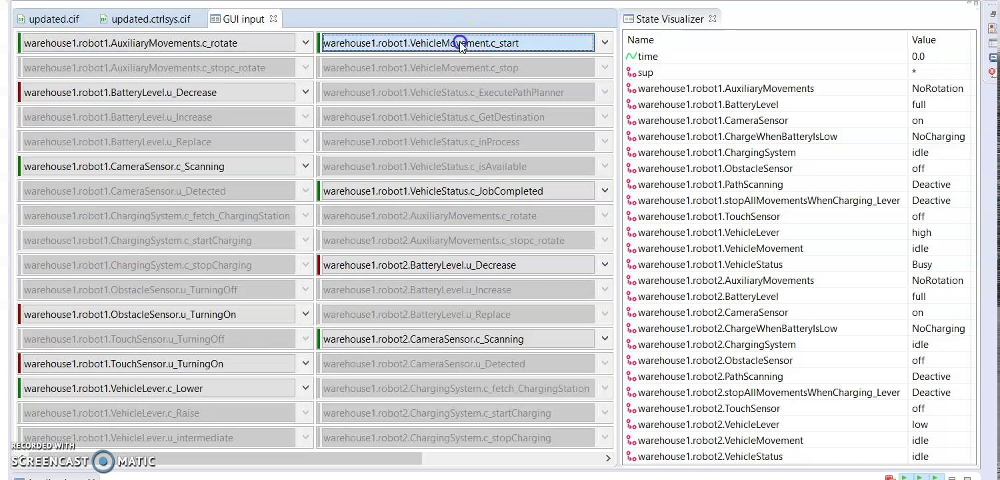 updated.cif updated.ctrlsys.cif GUI input
warehouse1.robot1.AuxiliaryMovements.c_rotate
warehouse1.robot1.AuxiliaryMovements.c_stopc_rotate
warehouse1.robot1.BatteryLevel.u_Decrease
warehouse1.robot1.BatteryLevel.u_Increase
warehouse1.robot1.BatteryLevel.u_Replace
warehouse1.robot1.CameraSensor.c_Scanning
warehouse1.robot1.CameraSensor.u_Detected
warehouse1.robot1.ChargingSystem.c_fetch_ChargingStation
warehouse1.robot1.ChargingSystem.c_startCharging
warehouse1.robot1.ChargingSystem.c_stopCharging
warehouse1.robot1.ObstacleSensor.u_TurningOff
warehouse1.robot1.ObstacleSensor.u_TurningOn
warehouse1.robot1.TouchSensor.u_TurningOff
warehouse1.robot1.TouchSensor.u_TurningOn
warehouse1.robot1.VehicleLever.c_Lower
warehouse1.robot1.VehicleLever.c_Raise
warehouse1.robot1.VehicleLever.u_intermediate
warehouse1.robot1.VehicleMovement.c_start
warehouse1.robot1.VehicleMovement.c_stop
warehouse1.robot1.VehicleStatus.c_ExecutePathPlanner
warehouse1.robot1.VehicleStatus.c_GetDestination
warehouse1.robot1.VehicleStatus.c_inProcess
warehouse1.robot1.VehicleStatus.c_isAvailable
warehouse1.robot1.VehicleStatus.c_JobCompleted
warehouse1.robot2.AuxiliaryMovements.c_rotate
warehouse1.robot2.AuxiliaryMovements.c_stopc_rotate
warehouse1.robot2.BatteryLevel.u_Decrease
warehouse1.robot2.BatteryLevel.u_Increase
warehouse1.robot2.BatteryLevel.u_Replace
warehouse1.robot2.CameraSensor.c_Scanning
warehouse1.robot2.CameraSensor.u_Detected
warehouse1.robot2.ChargingSystem.c_fetch_ChargingStation
warehouse1.robot2.ChargingSystem.c_startCharging
warehouse1.robot2.ChargingSystem.c_stopCharging
State Visualizer
Name Value
time 0.0
sup *
warehouse1.robot1.AuxiliaryMovements NoRotation
warehouse1.robot1.BatteryLevel full
warehouse1.robot1.CameraSensor on
warehouse1.robot1.ChargeWhenBatteryIsLow NoCharging
warehouse1.robot1.ChargingSystem idle
warehouse1.robot1.ObstacleSensor off
warehouse1.robot1.PathScanning Deactive
warehouse1.robot1.stopAllMovementsWhenCharging_Lever Deactive
warehouse1.robot1.TouchSensor off
warehouse1.robot1.VehicleLever high
warehouse1.robot1.VehicleMovement idle
warehouse1.robot1.VehicleStatus Busy
warehouse1.robot2.AuxiliaryMovements NoRotation
warehouse1.robot2.BatteryLevel full
warehouse1.robot2.CameraSensor on
warehouse1.robot2.ChargeWhenBatteryIsLow NoCharging
warehouse1.robot2.ChargingSystem idle
warehouse1.robot2.ObstacleSensor off
warehouse1.robot2.PathScanning Deactive
warehouse1.robot2.stopAllMovementsWhenCharging_Lever Deactive
warehouse1.robot2.TouchSensor off
warehouse1.robot2.VehicleLever low
warehouse1.robot2.VehicleMovement idle
warehouse1.robot2.VehicleStatus idle
RECORDED WITH
SCREENCAST MATIC